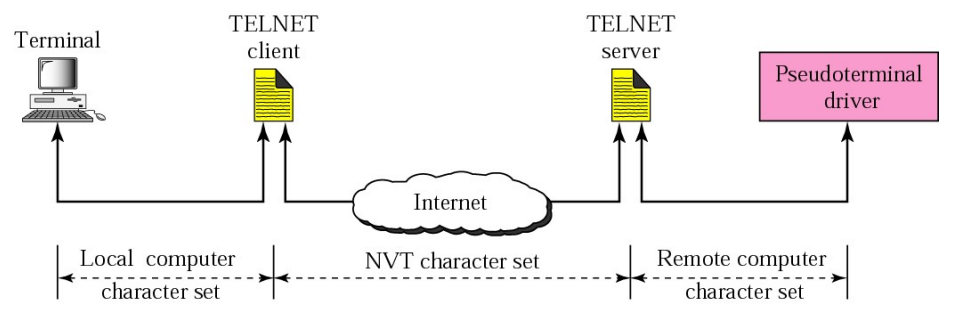 Terminal
TELNET
client
TELNET
server
Pseudoterminal
driver
Internet
Local computer
character set
NVT character set
Remote computer
character set